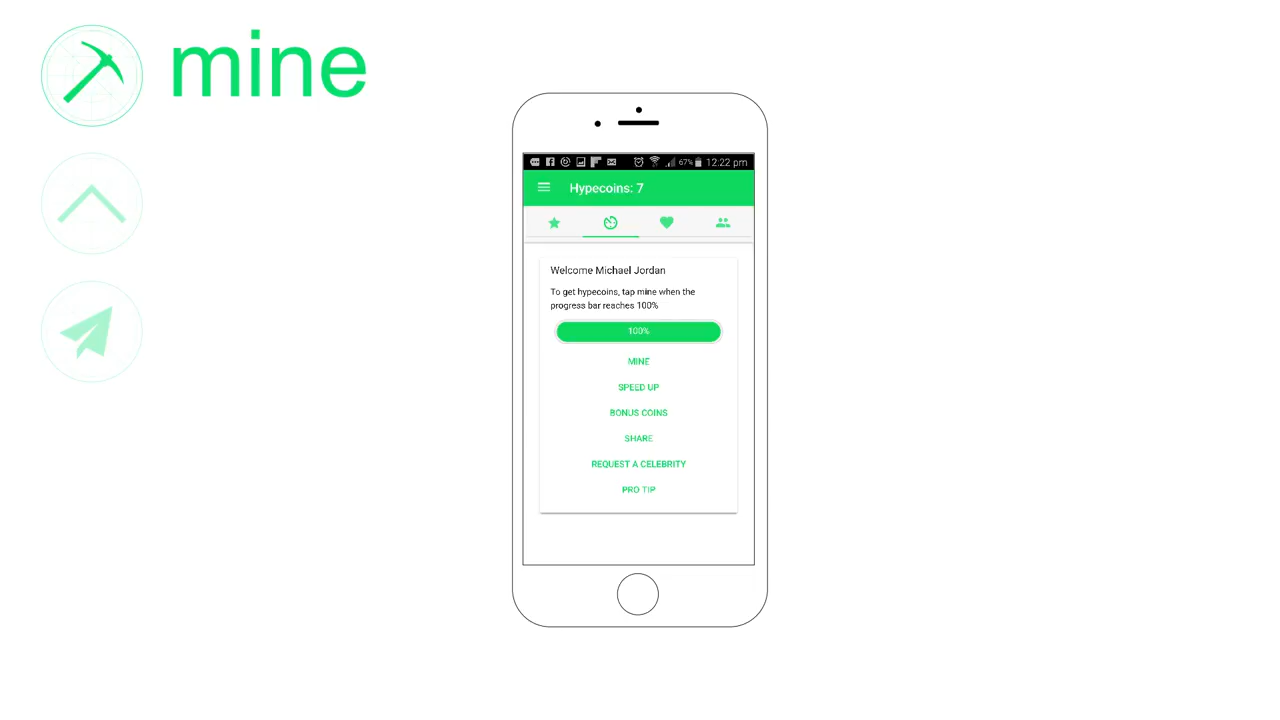 mine
67% 12:22 pm
Hypecoins: 7
Welcome Michael Jordan
To get hypecoins, tap mine when the
progress bar reaches 100%
100%
MINE
SPEED UP
BONUS COINS
SHARE
REQUEST A CELEBRITY
PRO TIP